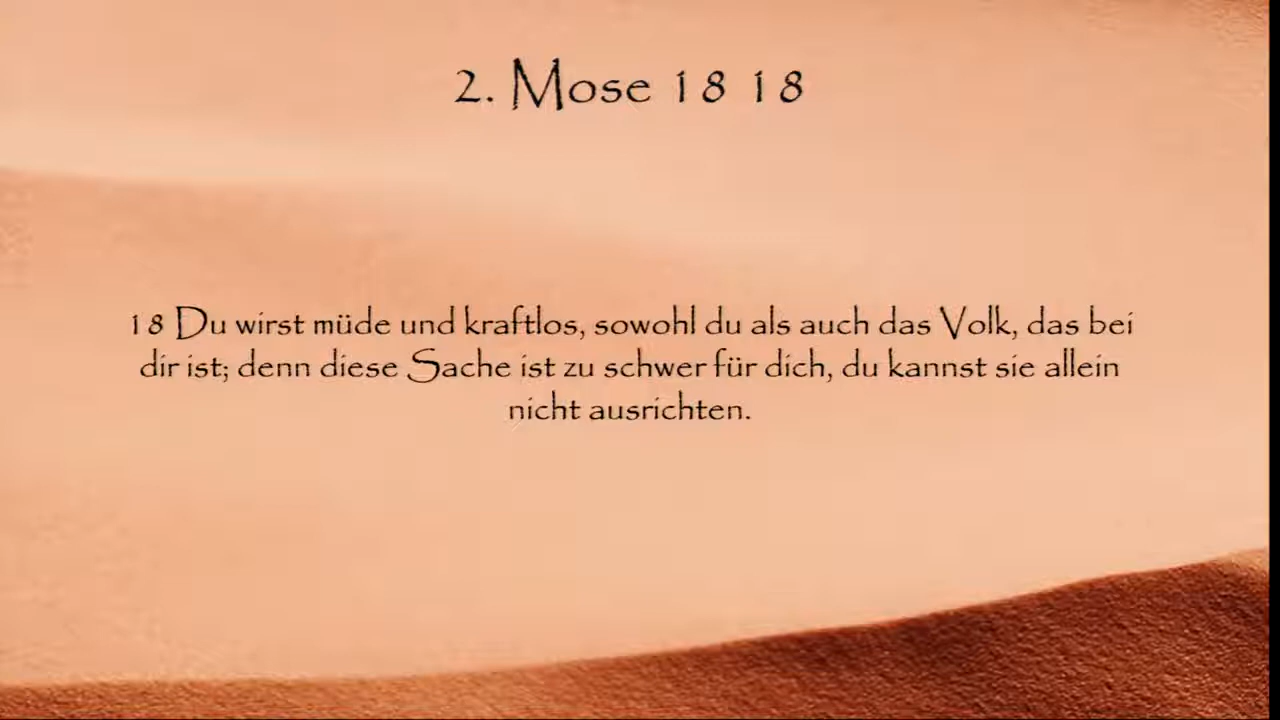 2. Mose 18 18
18 Du wirst müde und kraftlos, sowohl du als auch das Volk, das bei
dir ist; denn diese Sache ist zu schwer für dich, du kannst sie allein
nicht ausrichten.